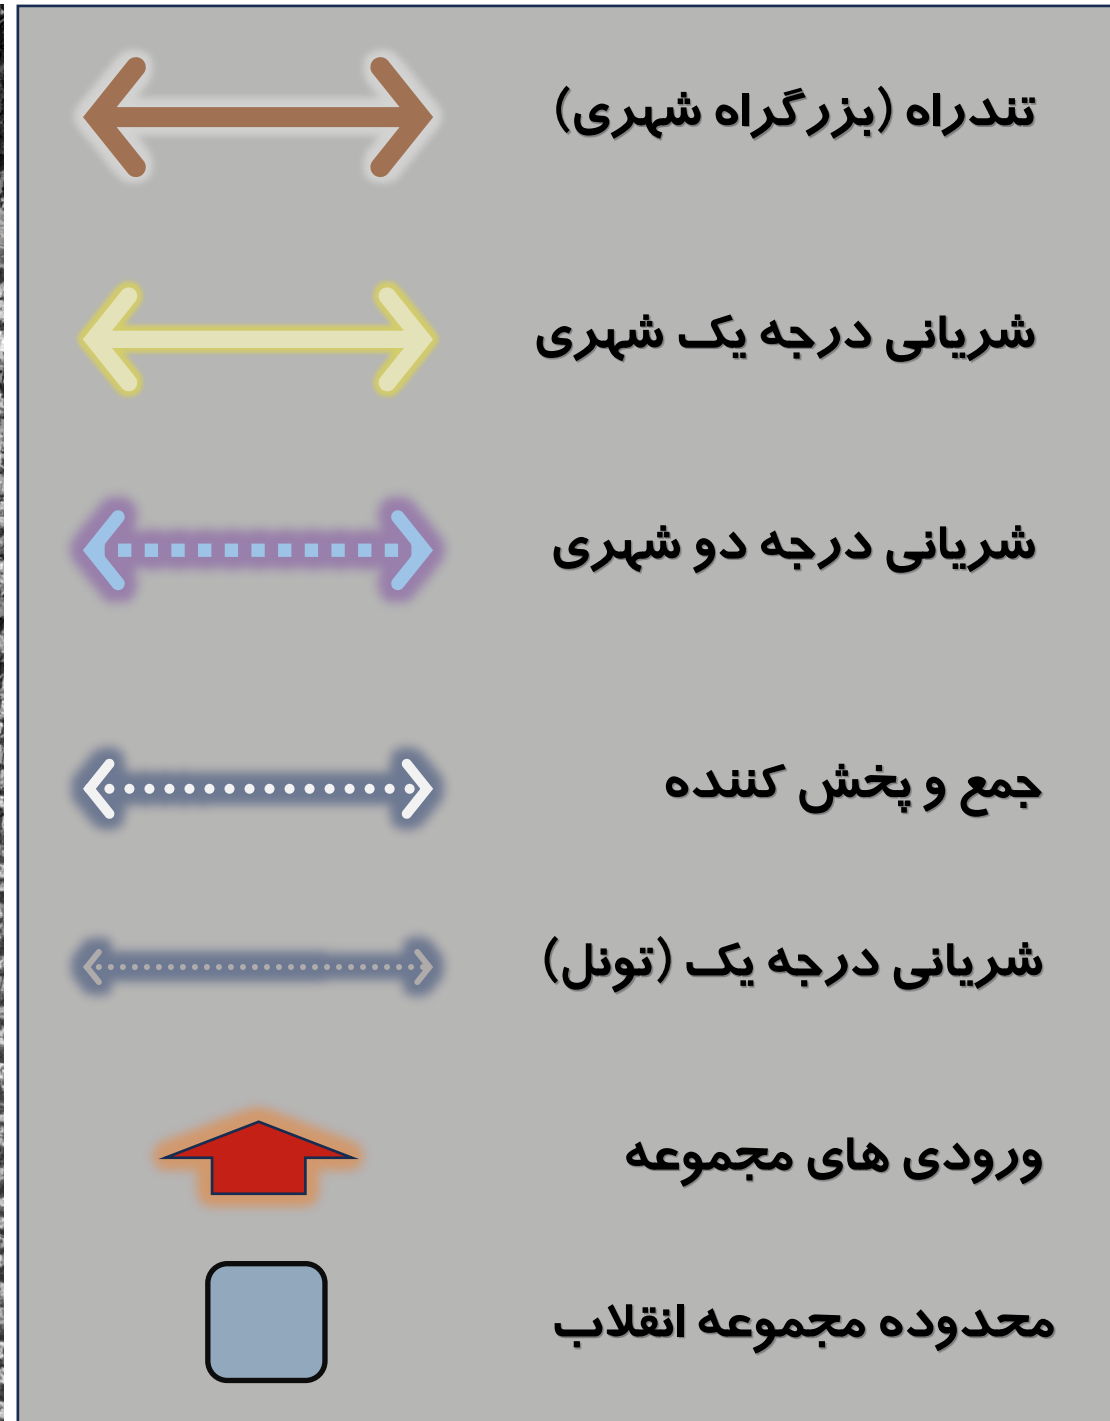 تندراه (بزرگراه شهری)
شریانی درجه یک شهری
شریانی درجه دو شهری
جمع و پخش کننده
شریانی درجه یک (تونل)
ورودی های مجموعه
محدوده مجموعه انقلاب